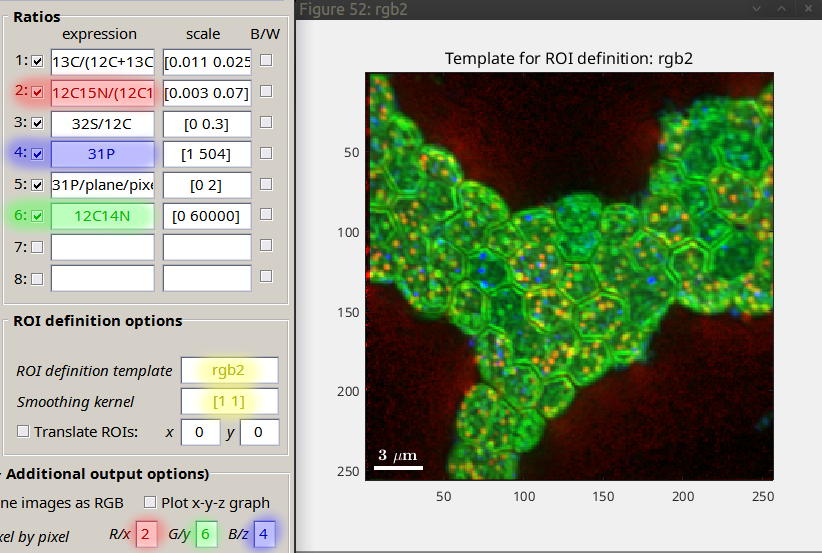 Ratios
expression scale B/W
1: 13C/(12C+13C [0.011 0.025
2: 12C15N/(12C1 [0.003 0.07]
3: 32S/12C [0 0.3]
4: 31P [1 504]
5: 31P/plane/pixe [0 2]
6: 12C14N [0 60000]
7:
8:
ROI definition options
ROI definition template rgb2
Smoothing kernel [1 1]
Translate ROIs: x 0 y 0
Additional output options)
ne images as RGB Plot x-y-z graph
xel by pixel R/x 2 G/y 6 B/z 4
Figure 52: rgb2
Template for ROI definition: rgb2
50
100
150
200
250
3 μm
50 100 150 200 250